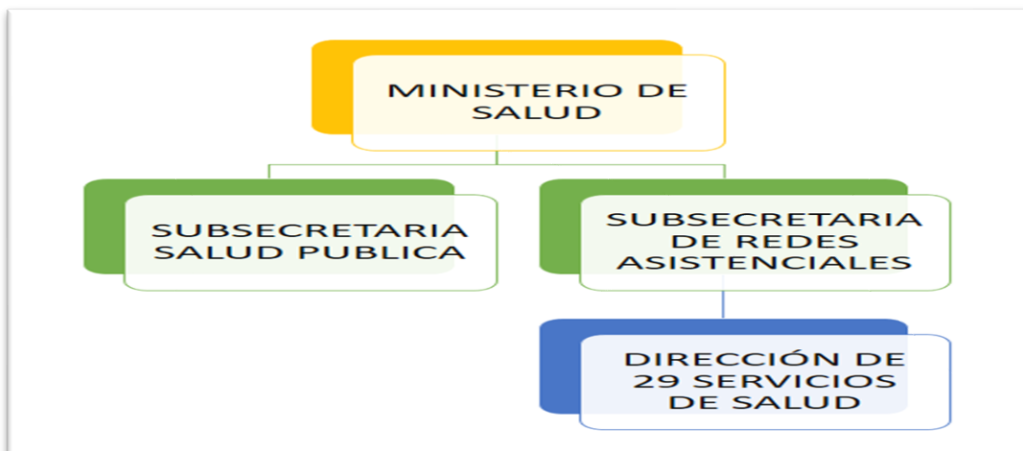 MINISTERIO DE
SALUD
SUBSECRETARIA
SALUD PUBLICA
SUBSECRETARIA
DE REDES
ASISTENCIALES
DIRECCIÓN DE
29 SERVICIOS
DE SALUD